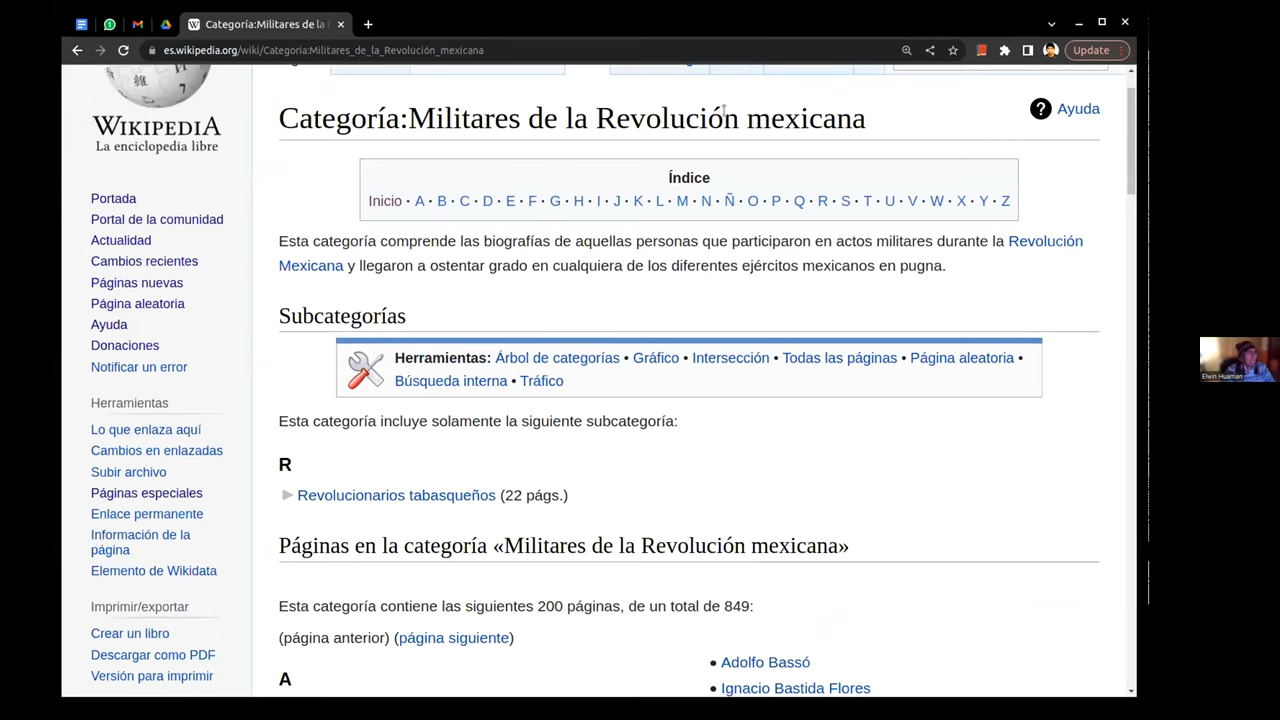 Categoría:Militares de la
es.wikipedia.org/wiki/Categoria:Militares_de_la_Revolución_mexicana
Update
WIKIPEDIA
La enciclopedia libre
Portada
Portal de la comunidad
Actualidad
Cambios recientes
Páginas nuevas
Página aleatoria
Ayuda
Donaciones
Notificar un error
Herramientas
Lo que enlaza aquí
Cambios en enlazadas
Subir archivo
Páginas especiales
Enlace permanente
Información de la
página
Elemento de Wikidata
Imprimir/exportar
Crear un libro
Descargar como PDF
Versión para imprimir
Categoría:Militares de la Revolución mexicana
? Ayuda
Índice
Inicio · A · B · C · D · E · F · G · H · I · J · K · L · M · N · Ñ · O · P · Q · R · S · T · U · V · W · X · Y · Z
Esta categoría comprende las biografías de aquellas personas que participaron en actos militares durante la Revolución
Mexicana y llegaron a ostentar grado en cualquiera de los diferentes ejércitos mexicanos en pugna.
Subcategorías
Herramientas: Árbol de categorías • Gráfico • Intersección • Todas las páginas • Página aleatoria •
Búsqueda interna • Tráfico
Esta categoría incluye solamente la siguiente subcategoría:
R
Revolucionarios tabasqueños (22 págs.)
Páginas en la categoría «Militares de la Revolución mexicana»
Esta categoría contiene las siguientes 200 páginas, de un total de 849:
(página anterior) (página siguiente)
A
• Adolfo Bassó
• Ignacio Bastida Flores
Elwin Huaman